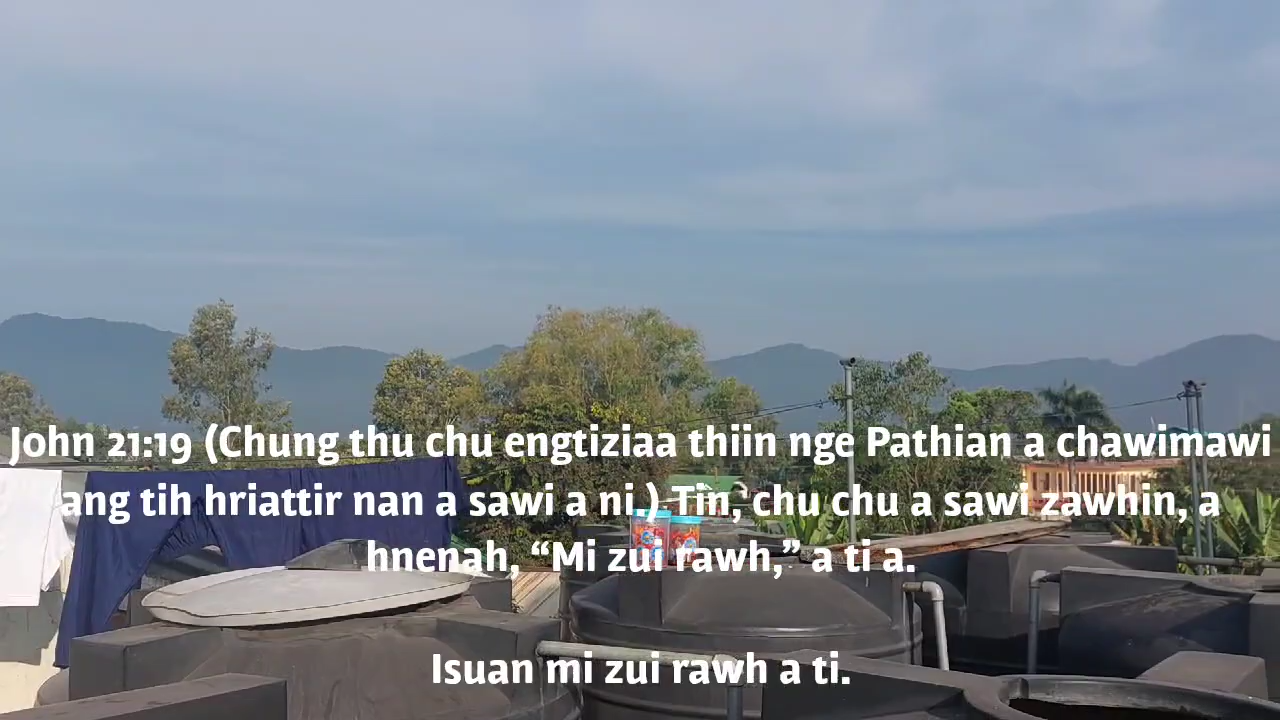 John 21:19 (Chung thu chu engtiziaa thiin nge Pathian a chawimawi
ang tih hriattir nan a sawi a ni.) Tin, chu chu a sawi zawhin, a
hnenah, “Mi zui rawh,” a ti a.
Isuan mi zui rawh a ti.